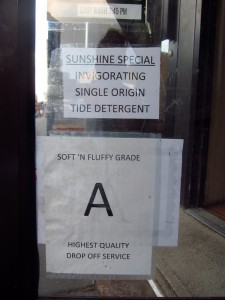 SUNSHINE SPECIAL
INVIGORATING
SINGLE ORIGIN
TIDE DETERGENT
SOFT 'N FLUFFY GRADE
A
HIGHEST QUALITY
DROP OFF SERVICE